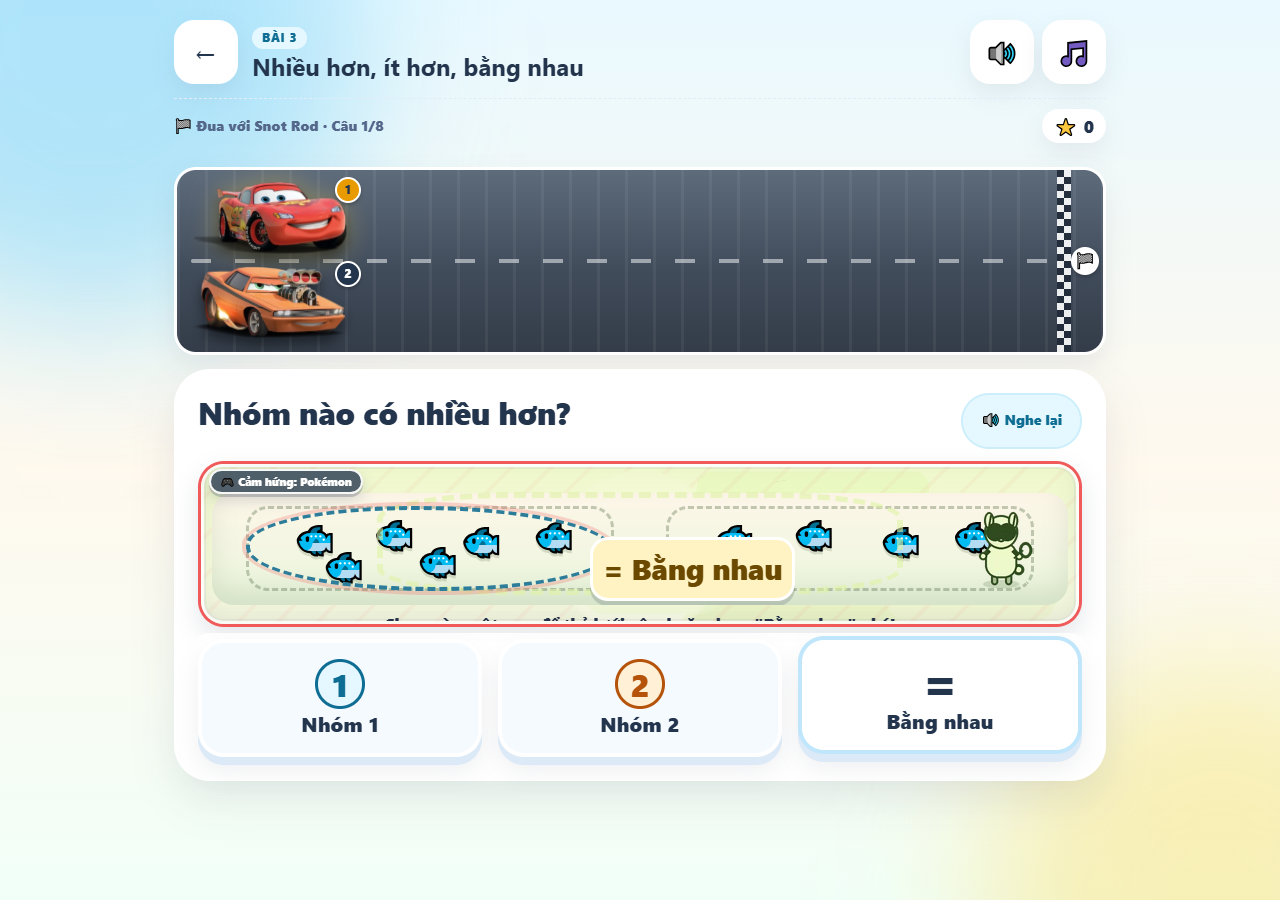 ←
BÀI 3
Nhiều hơn, ít hơn, bằng nhau
Đua với Snot Rod · Câu 1/8
0
1
2
Nhóm nào có nhiều hơn?
Nghe lại
Cảm hứng: Pokémon
= Bằng nhau
1
Nhóm 1
2
Nhóm 2
=
Bằng nhau